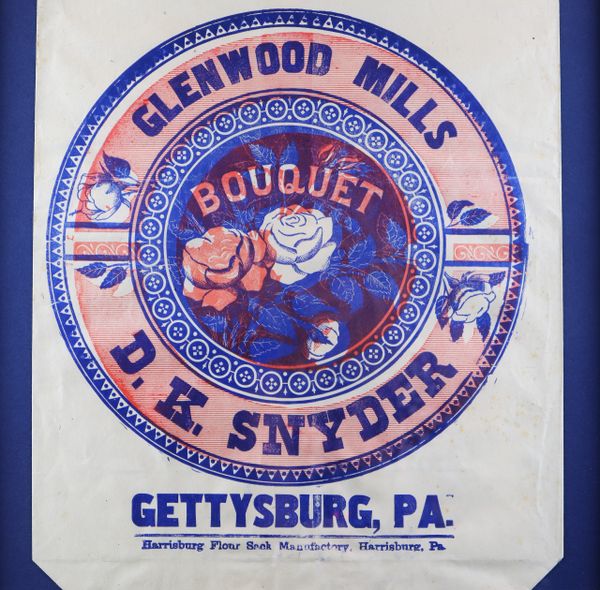 GLENWOOD MILLS
BOUQUET
D. K. SNYDER
GETTYSBURG, PA.
Harrisburg Flour Sack Manufactory, Harrisburg, Pa.